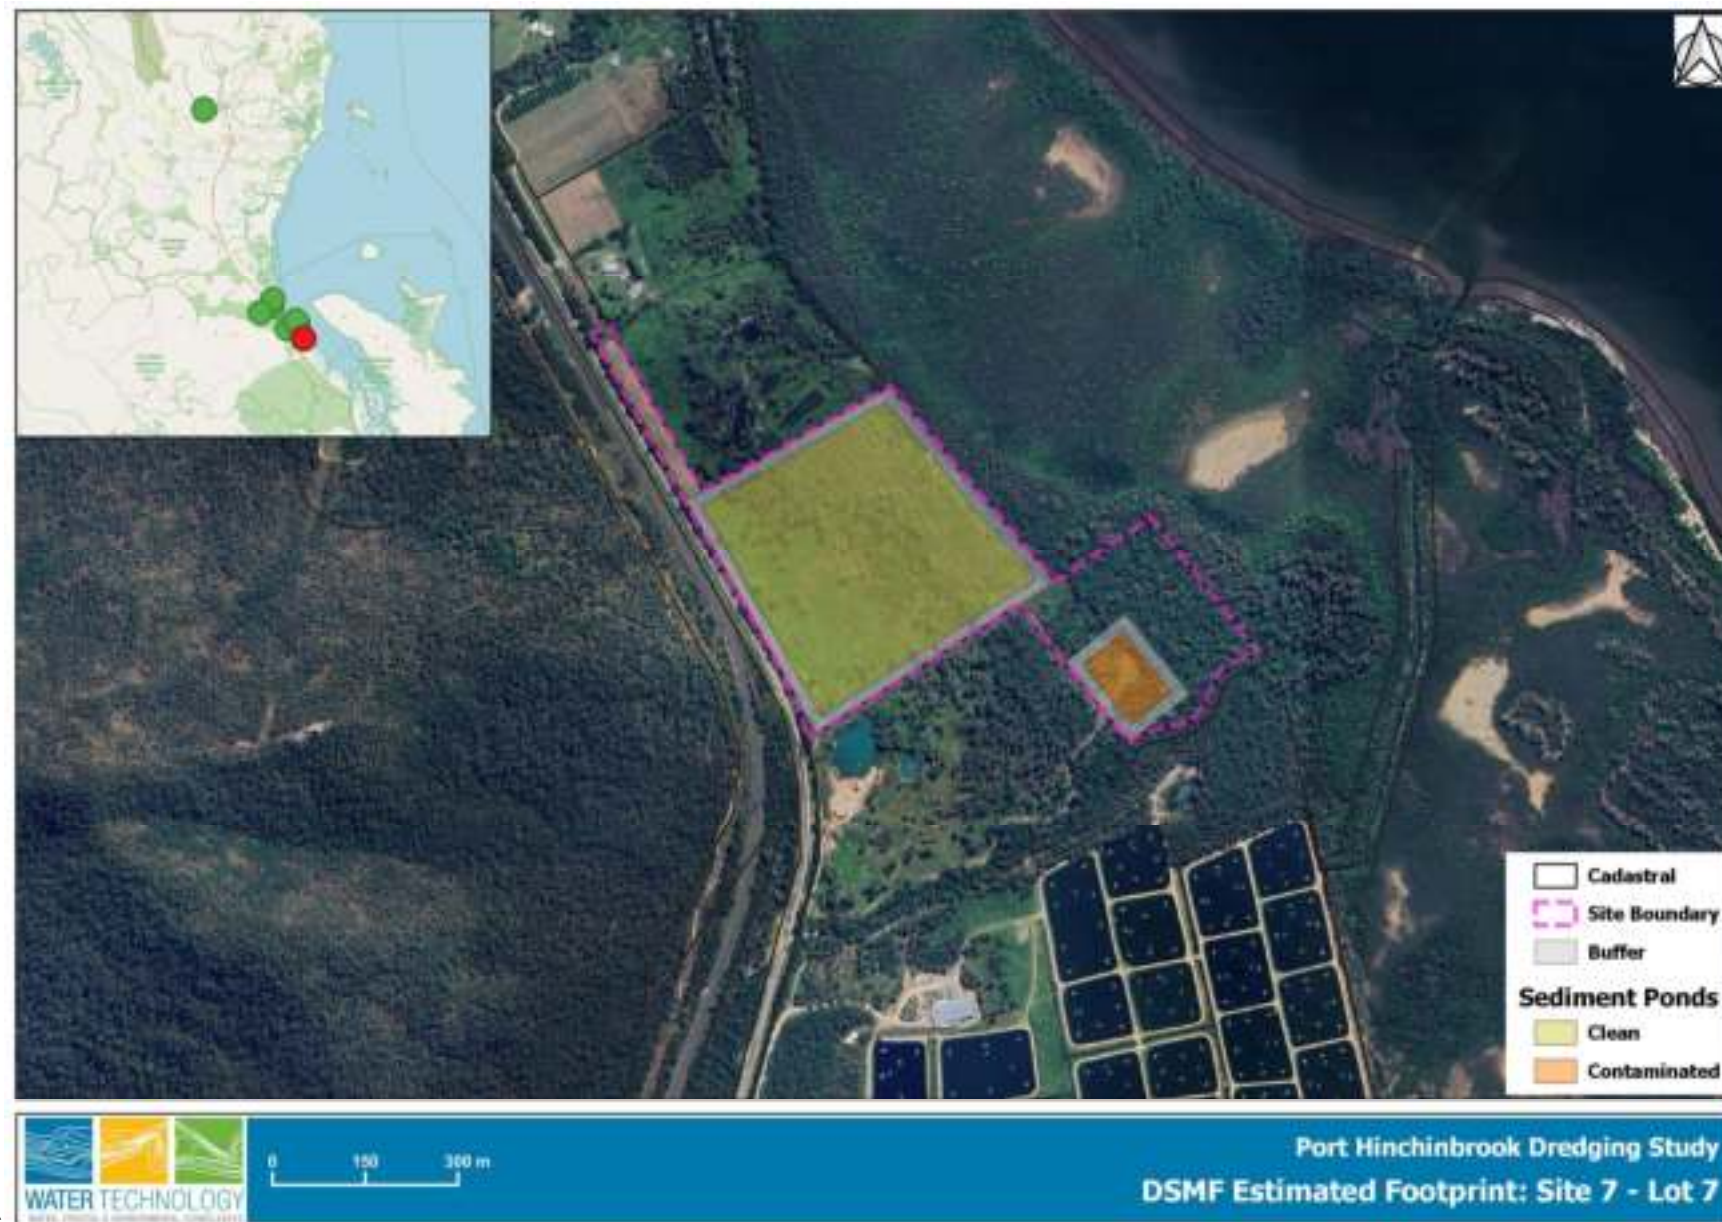 Cadastral
Site Boundary
Buffer
Sediment Ponds
Clean
Contaminated
WATER TECHNOLOGY
0 150 300 m
Port Hinchinbrook Dredging Study
DSMF Estimated Footprint: Site 7 - Lot 7